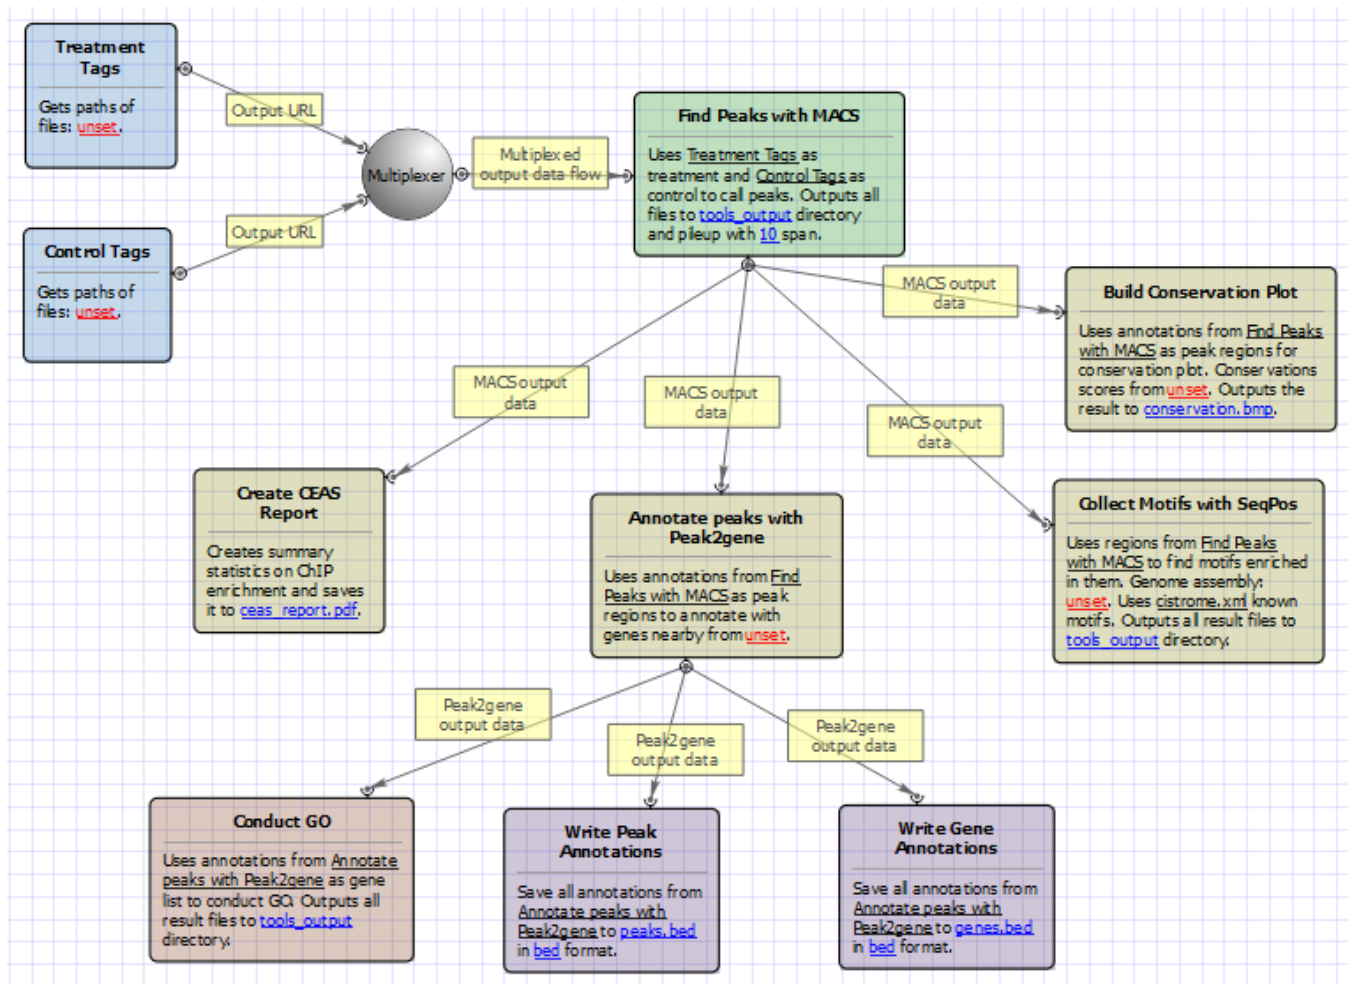 Treatment
Tags
Gets paths of
files: unset.
Output URL
Control Tags
Gets paths of
files: unset.
Output URL
Multiplexer
Multiplexed
output data flow
Find Peaks with MACS
Uses Treatment Tags as
treatment and Control Tags as
control to call peaks. Outputs all
files to tools_output directory
and pileup with 10 span.
MACS output
data
Build Conservation Plot
Uses annotations from Find Peaks
with MACS as peak regions for
conservation plot. Conservations
scores from unset. Outputs the
result to conservation.bmp.
MACS output
data
MACS output
data
MACS output
data
Create CEAS
Report
Creates summary
statistics on ChIP
enrichment and saves
it to ceas_report.pdf.
Annotate peaks with
Peak2gene
Uses annotations from Find
Peaks with MACS as peak
regions to annotate with
genes nearby from unset.
Collect Motifs with SeqPos
Uses regions from Find Peaks
with MACS to find motifs enriched
in them. Genome assembly:
unset. Uses cistrome.xml known
motifs. Outputs all result files to
tools_output directory.
Peak2gene
output data
Peak2gene
output data
Peak2gene
output data
Conduct GO
Uses annotations from Annotate
peaks with Peak2gene as gene
list to conduct GO. Outputs all
result files to tools_output
directory.
Write Peak
Annotations
Save all annotations from
Annotate peaks with
Peak2gene to peaks.bed
in bed format.
Write Gene
Annotations
Save all annotations from
Annotate peaks with
Peak2gene to genes.bed
in bed format.